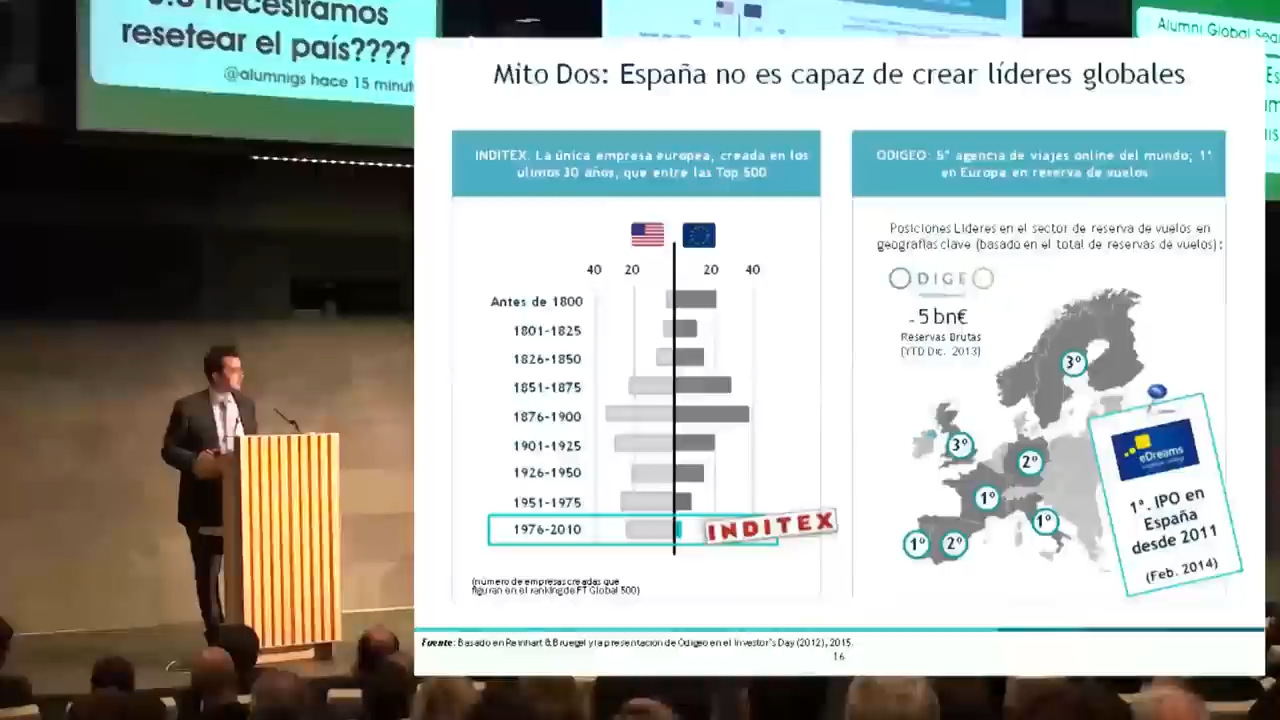 necesitamos
resetear el país????
@alumnigs hace 15 minut
Alumni Global Sea
Es
Mito Dos: España no es capaz de crear líderes globales
INDITEX. La única empresa europea, creada en los
ulimos 30 años, que entre las Top 500
40 20 20 40
Antes de 1800
1801-1825
1826-1850
1851-1875
1876-1900
1901-1925
1926-1950
1951-1975
1976-2010
INDITEX
(número de empresas creadas que
figuran en el ranking de FT Global 500)
ODIGEO: 5ª agencia de viajes online del mundo; 1ª
en Europa en reserva de vuelos
Posiciones Líderes en el sector de reserva de vuelos en
geografías clave (basado en el total de reservas de vuelos):
ODIGEO
~5 bn€
Reservas Brutas
(YTD Dic. 2013)
3º
3º
2º
1º
1º
1º
2º
eDreams
1ª. IPO en
España
desde 2011
(Feb. 2014)
Fuente: Basado en Reinhart & Bruegel y la presentación de Odigeo en el Investor's Day (2012), 2015.
16